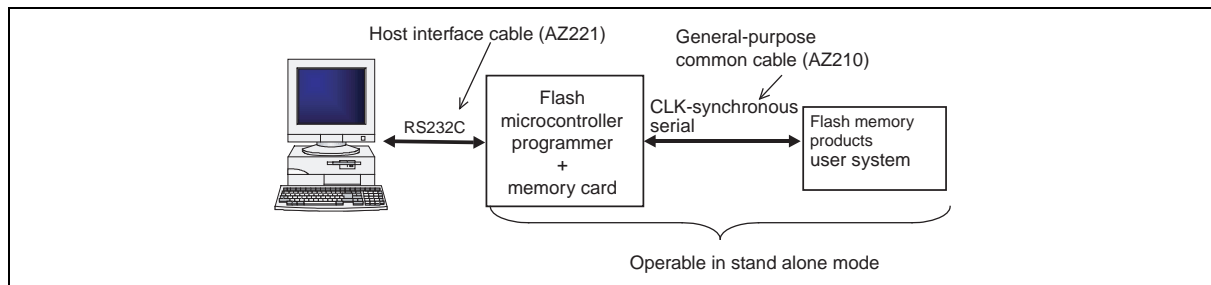 Host interface cable (AZ221)
General-purpose
common cable (AZ210)
RS232C
Flash
microcontroller
programmer
+
memory card
CLK-synchronous
serial
Flash memory
products
user system
Operable in stand alone mode